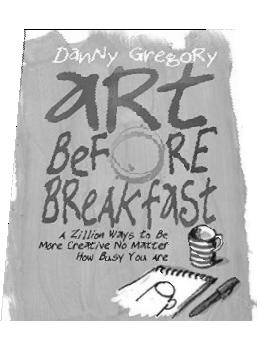 Danny Gregory
aRt
BeFORE
BReakfast
A Zillion Ways to Be
More Creative No Matter
How Busy You Are